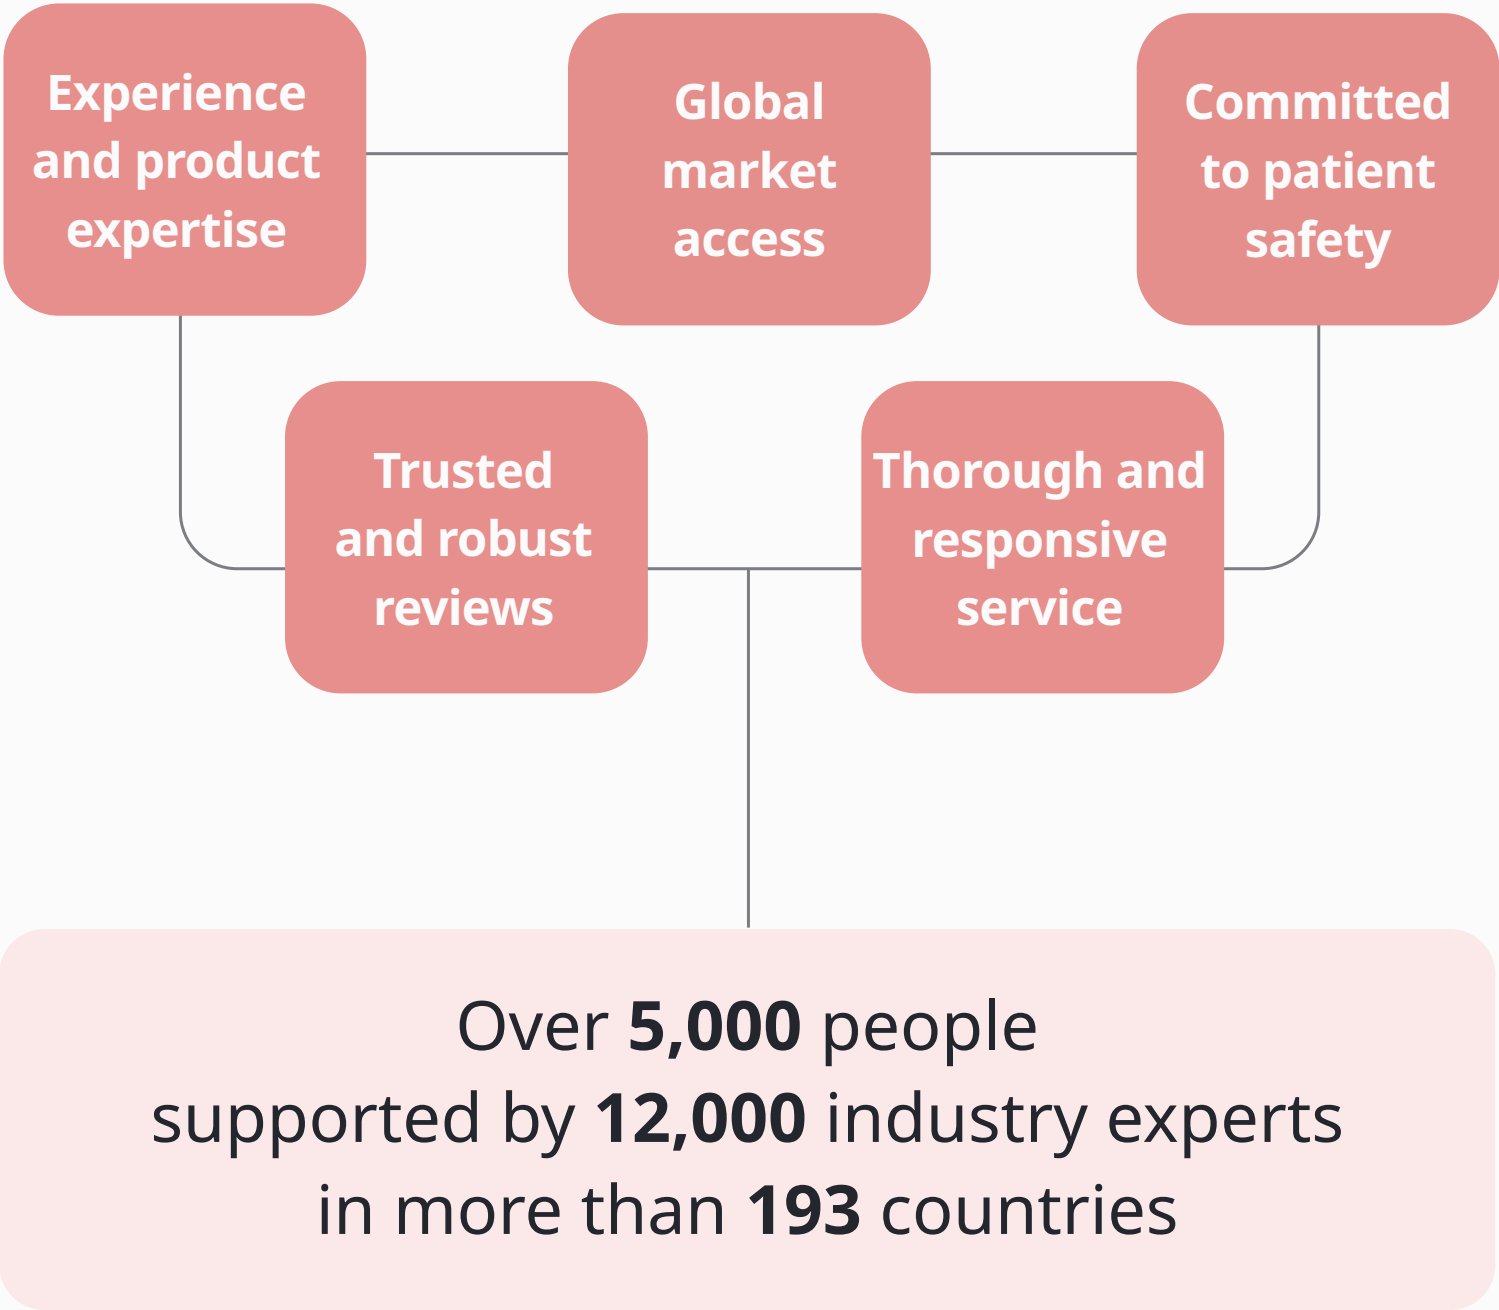 Experience
and product
expertise
Global
market
access
Committed
to patient
safety
Trusted
and robust
reviews
Thorough and
responsive
service
Over 5,000 people
supported by 12,000 industry experts
in more than 193 countries